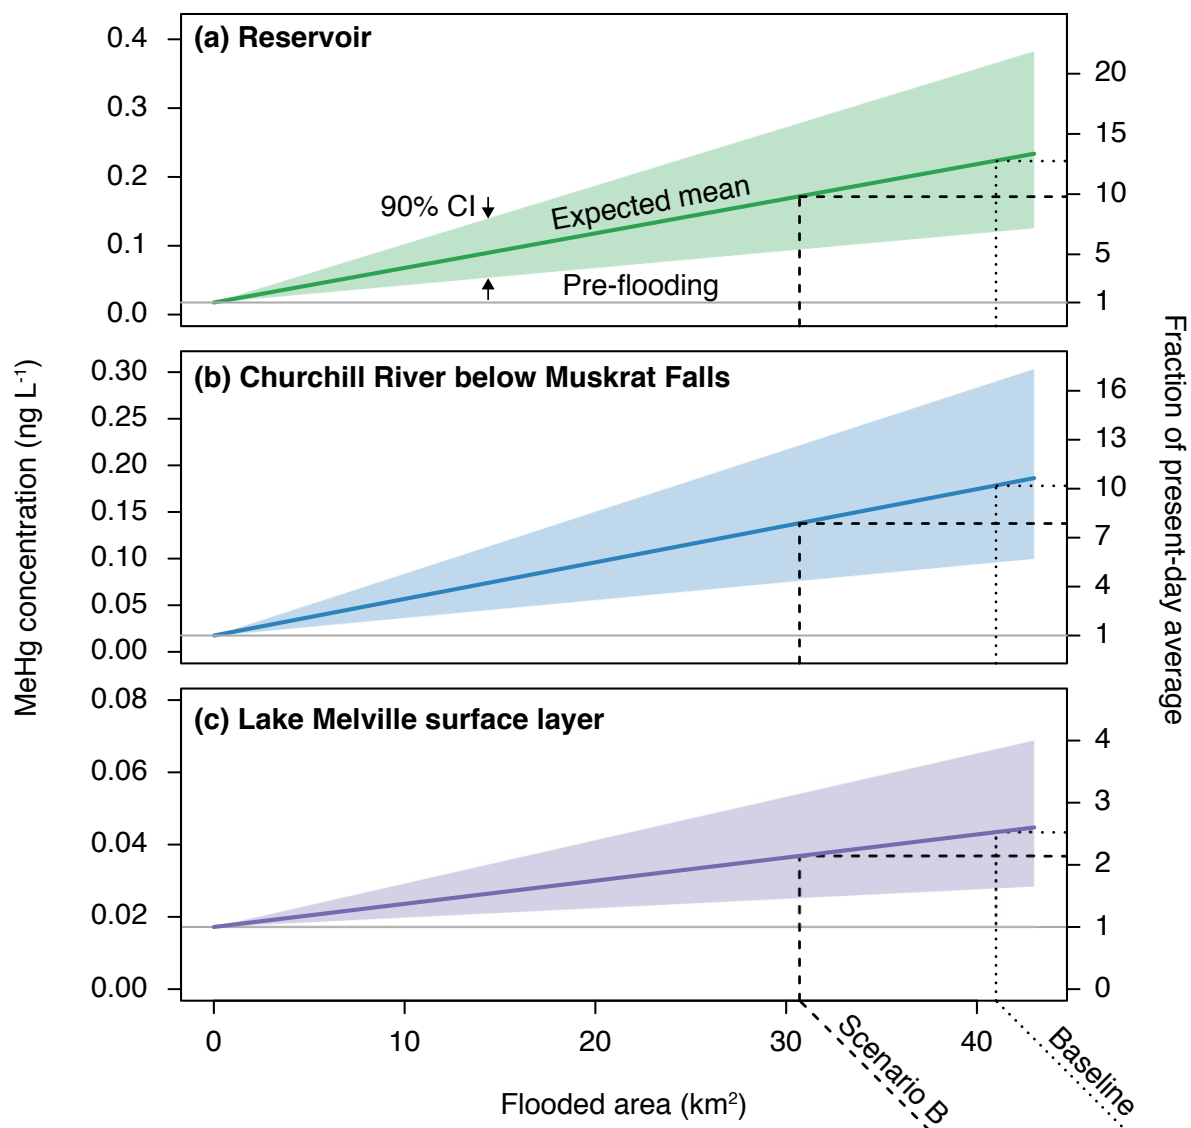 (a) Reservoir
0.4
0.3
0.2
0.1
0.0
20
15
10
5
1
90% CI
Expected mean
Pre-flooding
(b) Churchill River below Muskrat Falls
0.30
0.25
0.20
0.15
0.10
0.05
0.00
16
13
10
7
4
1
MeHg concentration (ng L⁻¹)
Fraction of present-day average
(c) Lake Melville surface layer
0.08
0.06
0.04
0.02
0.00
4
3
2
1
0
0 10 20 30 40
Scenario B
Baseline
Flooded area (km²)